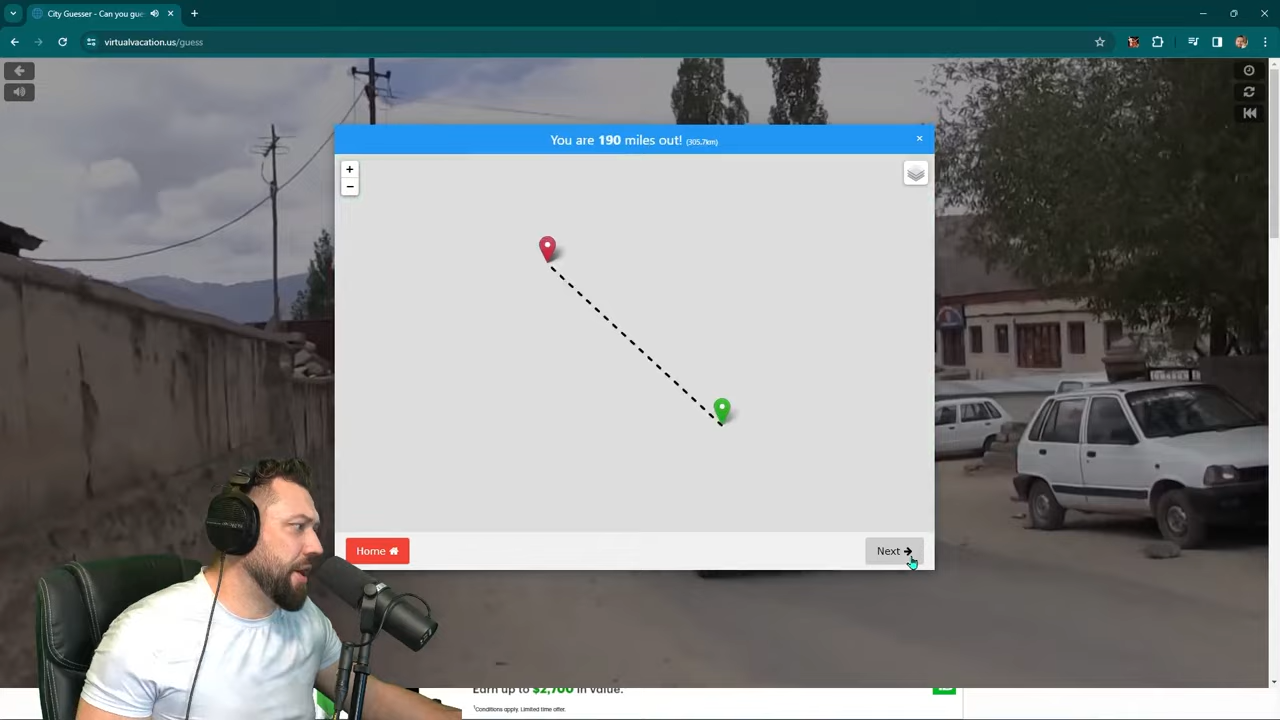 City Guesser - Can you gue
virtualvacation.us/guess
You are 190 miles out! (305.7km)
+
−
Home
Next
Earn up to $2,700 in value.
¹Conditions apply. Limited time offer.